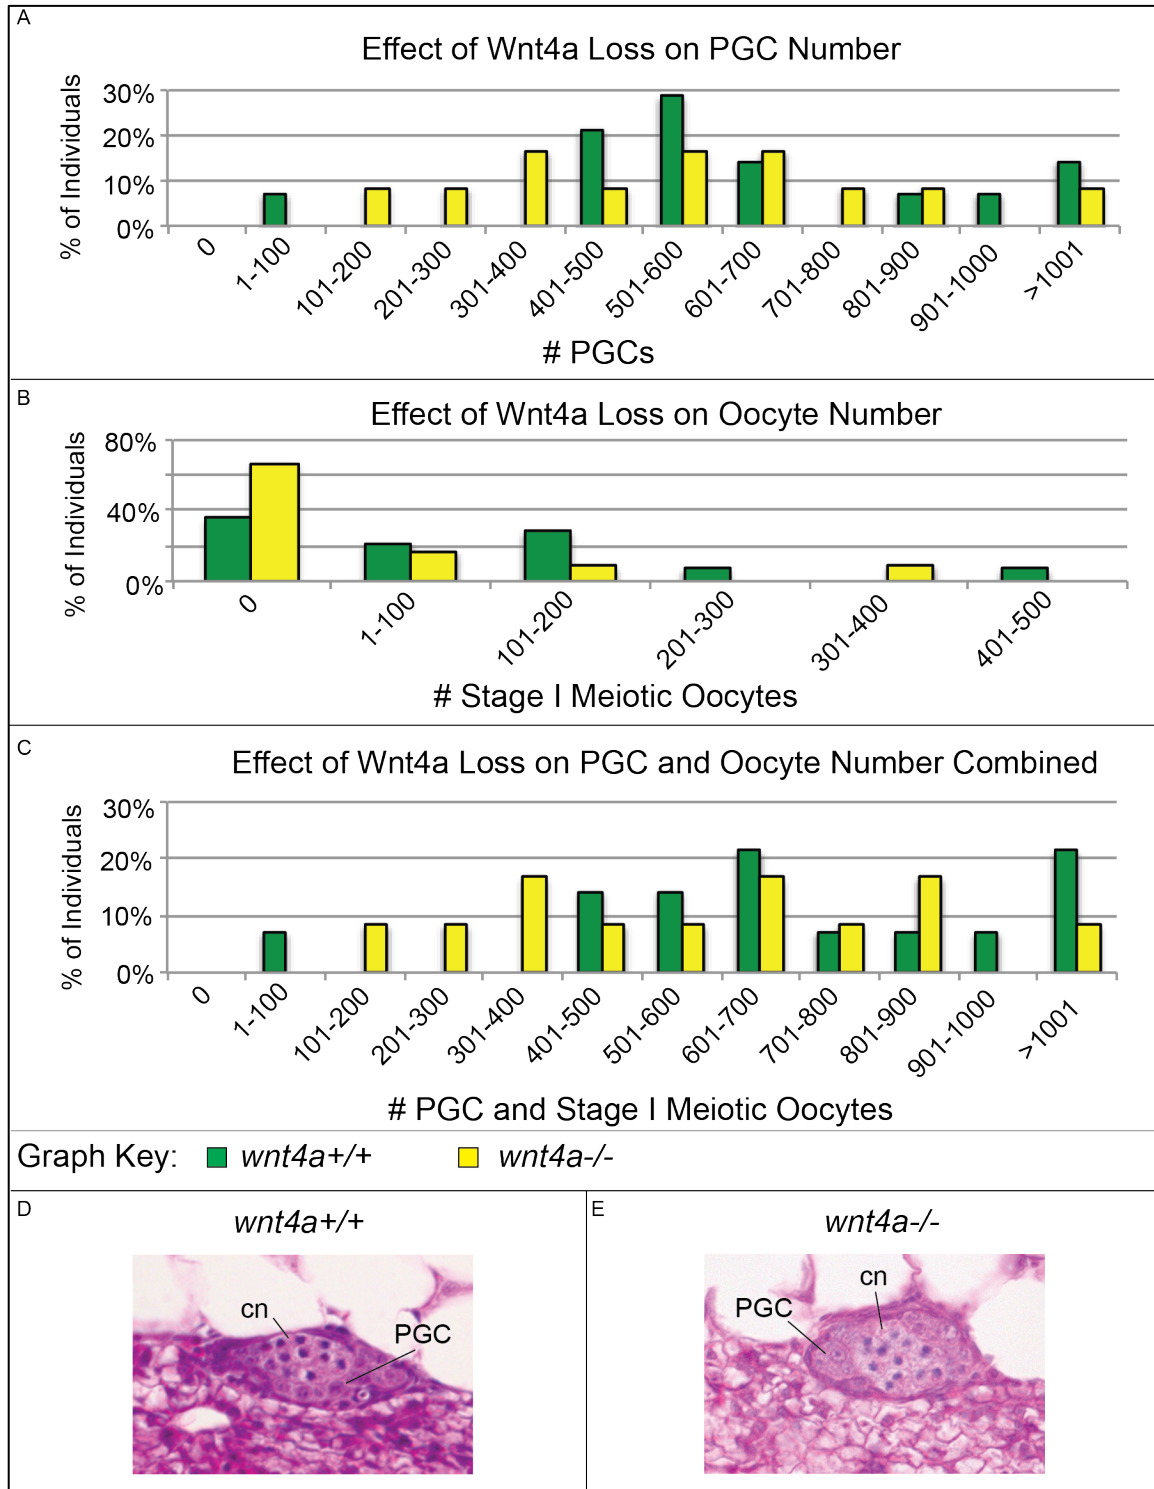 A
Effect of Wnt4a Loss on PGC Number
% of Individuals
30%
20%
10%
0%
0
1-100
101-200
201-300
301-400
401-500
501-600
601-700
701-800
801-900
901-1000
>1001
# PGCs
B
Effect of Wnt4a Loss on Oocyte Number
% of Individuals
80%
40%
0%
0
1-100
101-200
201-300
301-400
401-500
# Stage I Meiotic Oocytes
C
Effect of Wnt4a Loss on PGC and Oocyte Number Combined
% of Individuals
30%
20%
10%
0%
0
1-100
101-200
201-300
301-400
401-500
501-600
601-700
701-800
801-900
901-1000
>1001
# PGC and Stage I Meiotic Oocytes
Graph Key: wnt4a+/+ wnt4a-/-
D
wnt4a+/+
cn
PGC
E
wnt4a-/-
cn
PGC